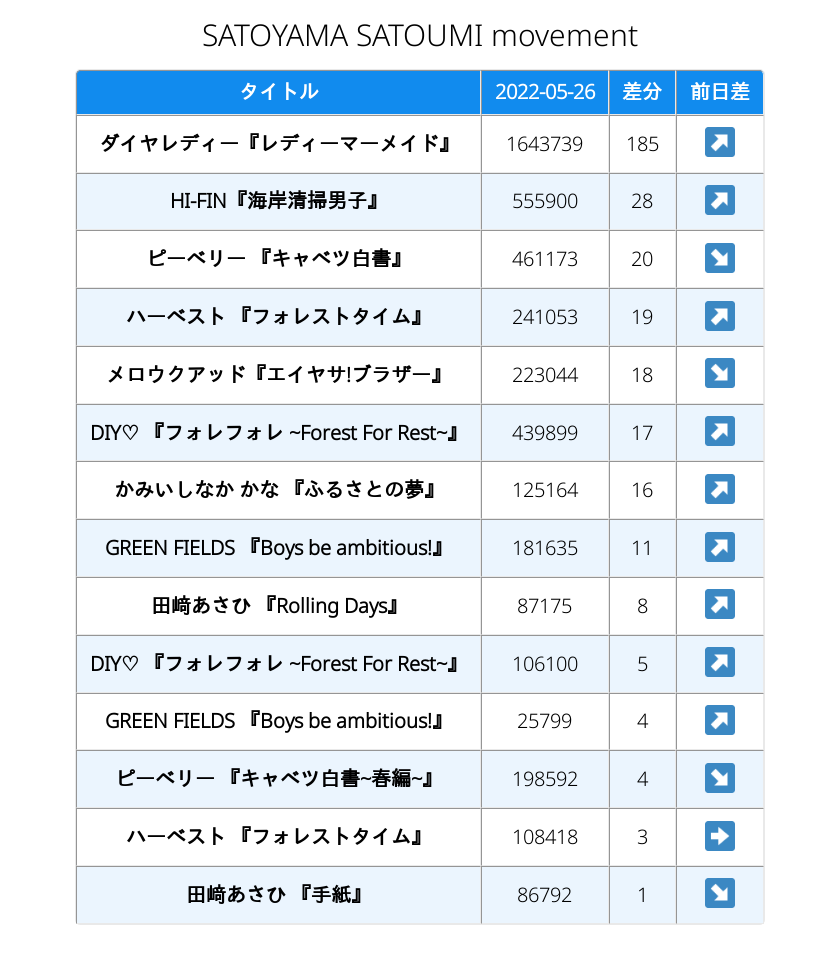 SATOYAMA SATOUMI movement
タイトル 2022-05-26 差分 前日差
ダイヤレディー『レディーマーメイド』 1643739 185 ↗
HI-FIN『海岸清掃男子』 555900 28 ↗
ピーベリー 『キャベツ白書』 461173 20 ↘
ハーベスト 『フォレストタイム』 241053 19 ↗
メロウクアッド『エイヤサ!ブラザー』 223044 18 ↘
DIY♡ 『フォレフォレ ~Forest For Rest~』 439899 17 ↗
かみいしなか かな 『ふるさとの夢』 125164 16 ↗
GREEN FIELDS 『Boys be ambitious!』 181635 11 ↗
田﨑あさひ 『Rolling Days』 87175 8 ↗
DIY♡ 『フォレフォレ ~Forest For Rest~』 106100 5 ↗
GREEN FIELDS 『Boys be ambitious!』 25799 4 ↗
ピーベリー 『キャベツ白書~春編~』 198592 4 ↘
ハーベスト 『フォレストタイム』 108418 3 ➡
田﨑あさひ 『手紙』 86792 1 ↘